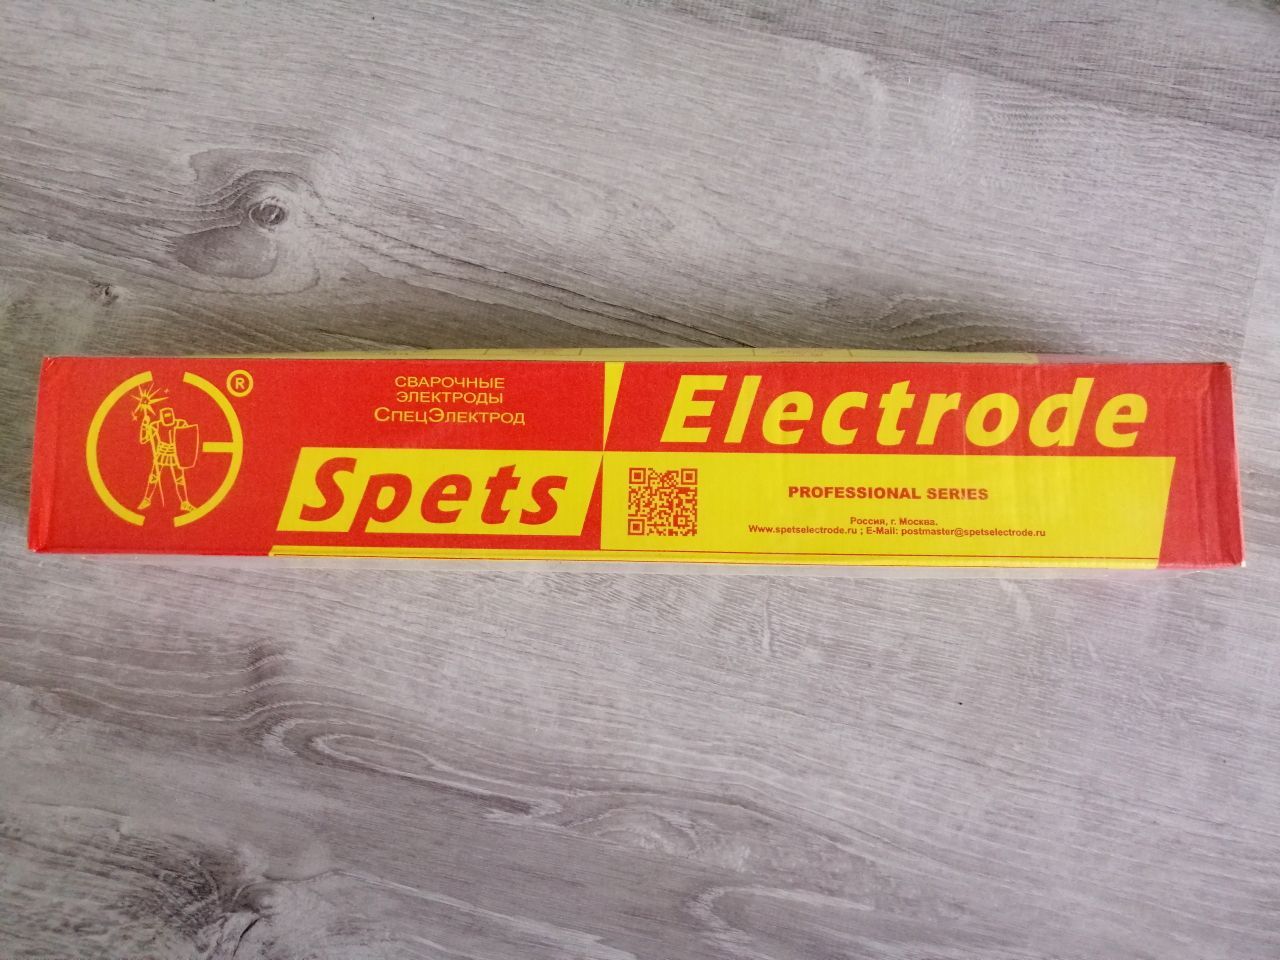 ®
СВАРОЧНЫЕ
ЭЛЕКТРОДЫ
СПЕЦЭЛЕКТРОД
Spets
Electrode
PROFESSIONAL SERIES
Россия, г. Москва.
Www.spetselectrode.ru ; E-Mail: postmaster@spetselectrode.ru